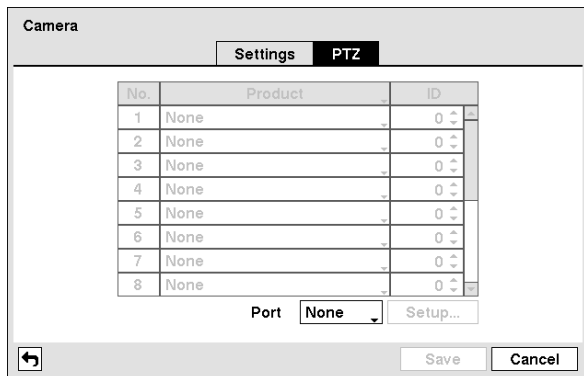 Camera
Settings PTZ
No. Product ID
1 None 0
2 None 0
3 None 0
4 None 0
5 None 0
6 None 0
7 None 0
8 None 0
Port None Setup...
Save Cancel